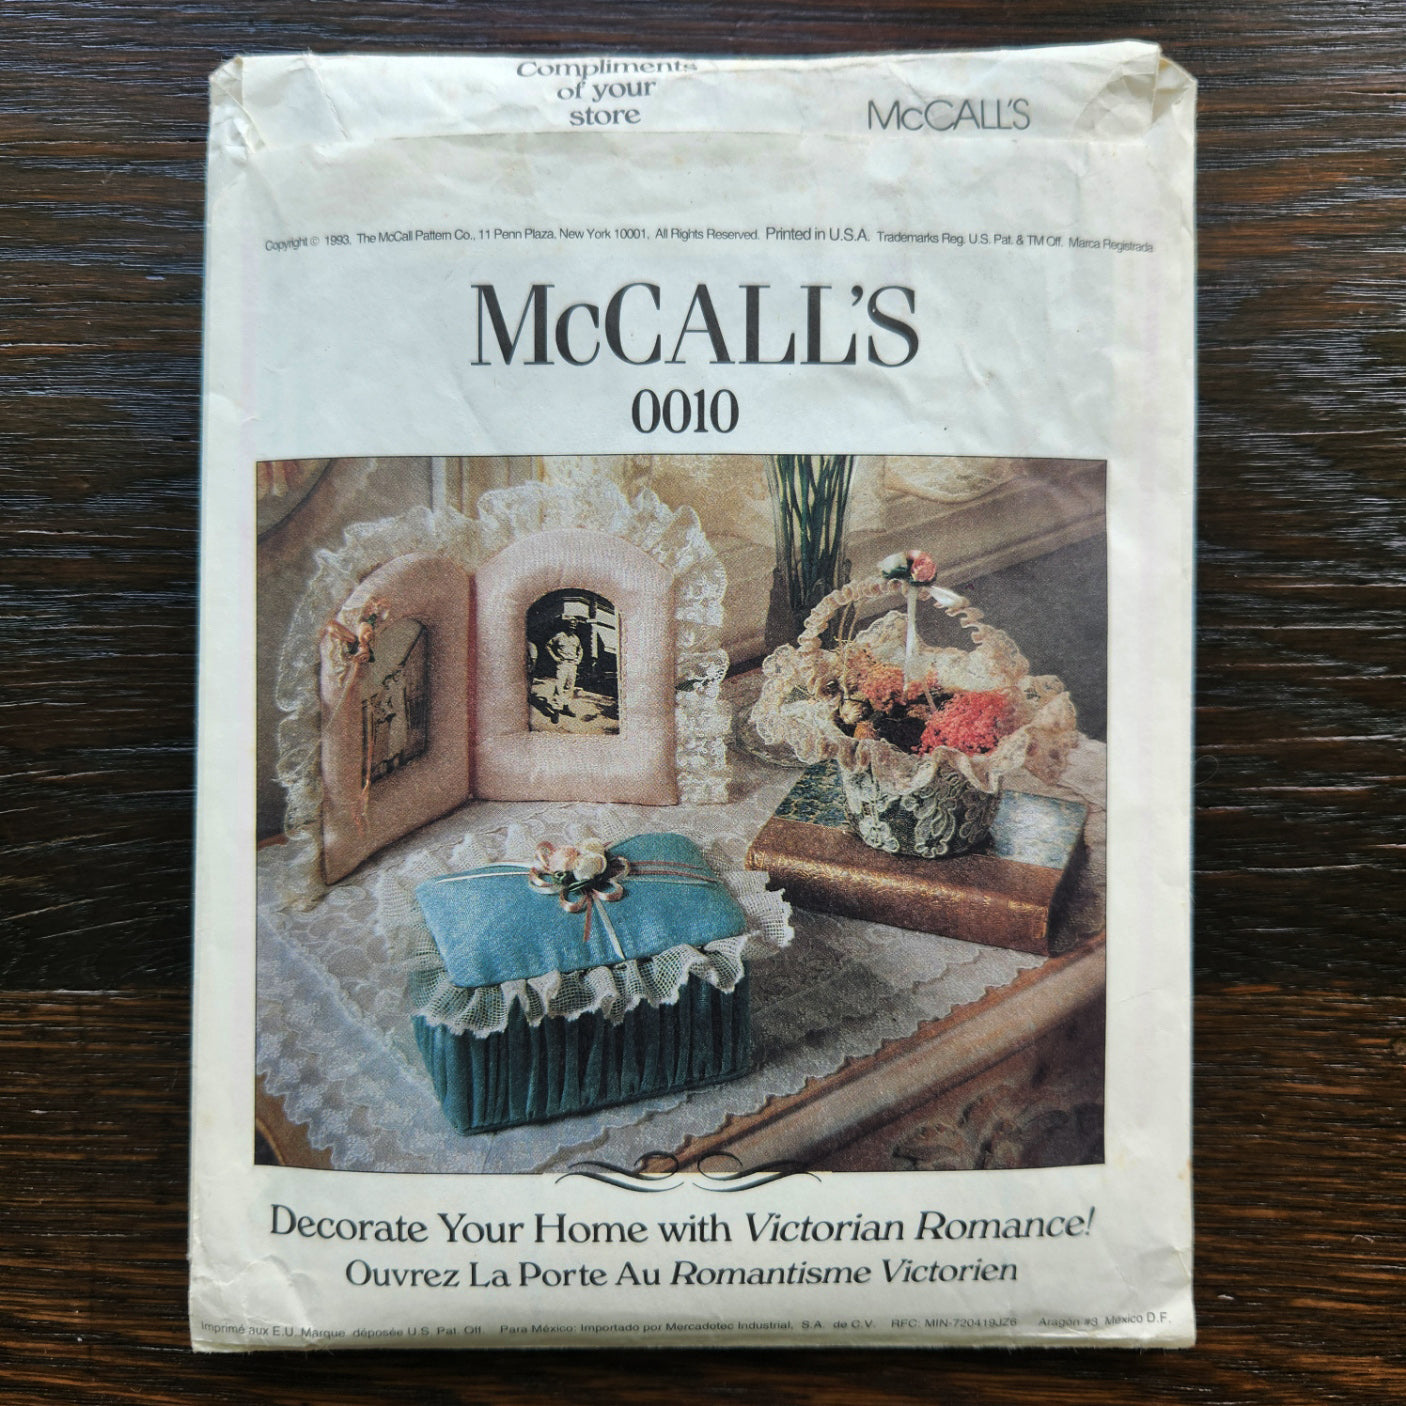 Compliments
of your
store
McCALL'S
Copyright © 1993, The McCall Pattern Co., 11 Penn Plaza, New York 10001, All Rights Reserved. Printed in U.S.A. Trademarks Reg. U.S. Pat. & TM Off. Marca Registrada
McCALL'S
0010
Decorate Your Home with Victorian Romance!
Ouvrez La Porte Au Romantisme Victorien
Imprimé aux E.U. Marque déposée U.S. Pat. Off. Para México: Importado por Mercadotec Industrial, S.A. de C.V. RFC: MIN-720419JZ6 Aragón #3 México D.F.